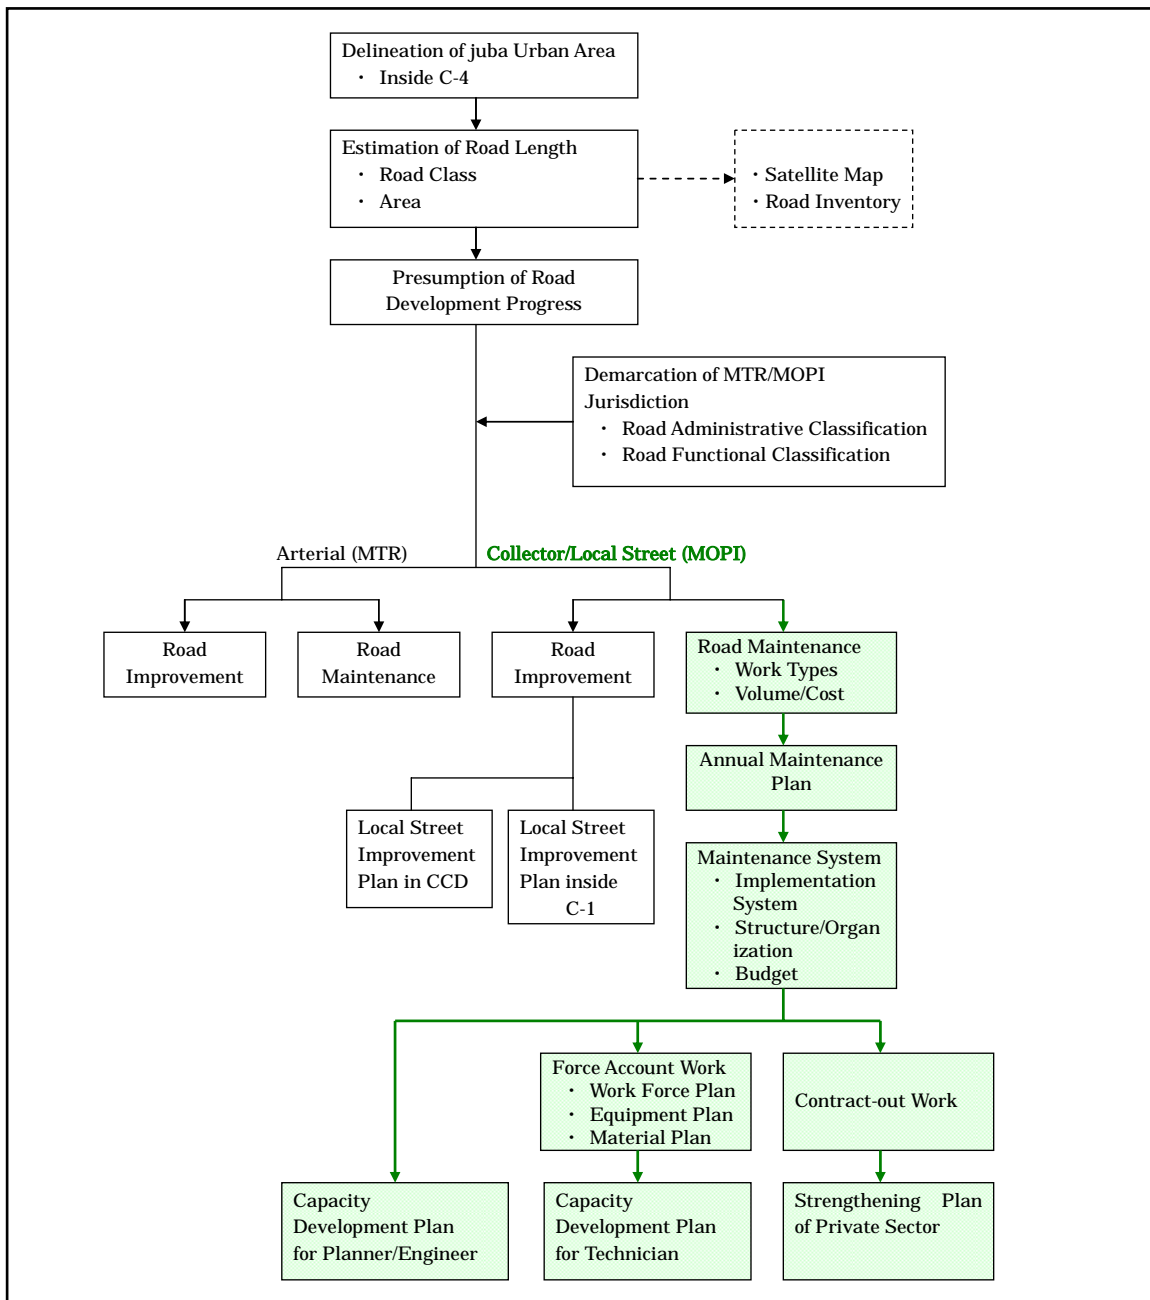 Delineation of juba Urban Area
・ Inside C-4
Estimation of Road Length
・ Road Class
・ Area
・Satellite Map
・Road Inventory
Presumption of Road
Development Progress
Demarcation of MTR/MOPI
Jurisdiction
・ Road Administrative Classification
・ Road Functional Classification
Arterial (MTR)
Collector/Local Street (MOPI)
Road
Improvement
Road
Maintenance
Road
Improvement
Road Maintenance
・ Work Types
・ Volume/Cost
Annual Maintenance
Plan
Local Street
Improvement
Plan in CCD
Local Street
Improvement
Plan inside
C-1
Maintenance System
・ Implementation
System
・ Structure/Organ
ization
・ Budget
Force Account Work
・ Work Force Plan
・ Equipment Plan
・ Material Plan
Contract-out Work
Capacity
Development Plan
for Planner/Engineer
Capacity
Development Plan
for Technician
Strengthening Plan
of Private Sector